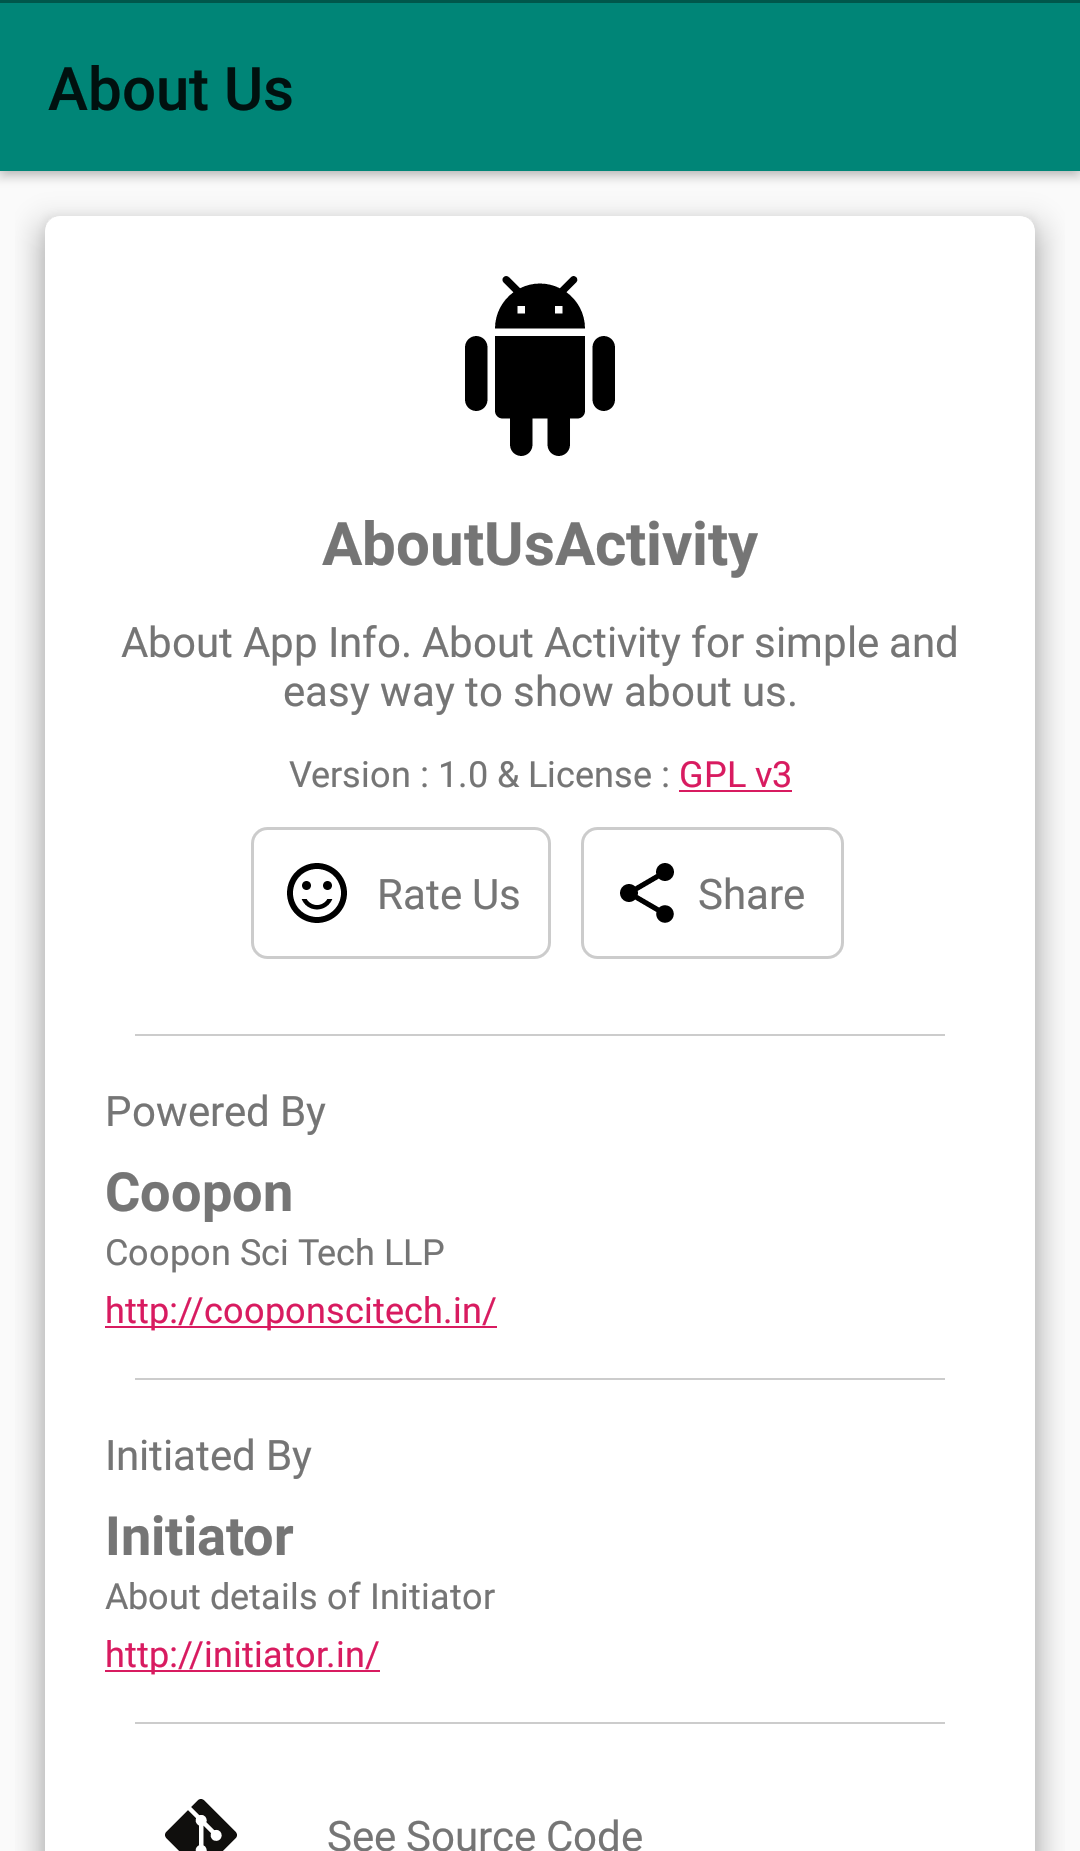 About Us
AboutUsActivity
About App Info. About Activity for simple and
easy way to show about us.
Version : 1.0 & License : GPL v3
Rate Us
Share
Powered By
Coopon
Coopon Sci Tech LLP
http://cooponscitech.in/
Initiated By
Initiator
About details of Initiator
http://initiator.in/
See Source Code